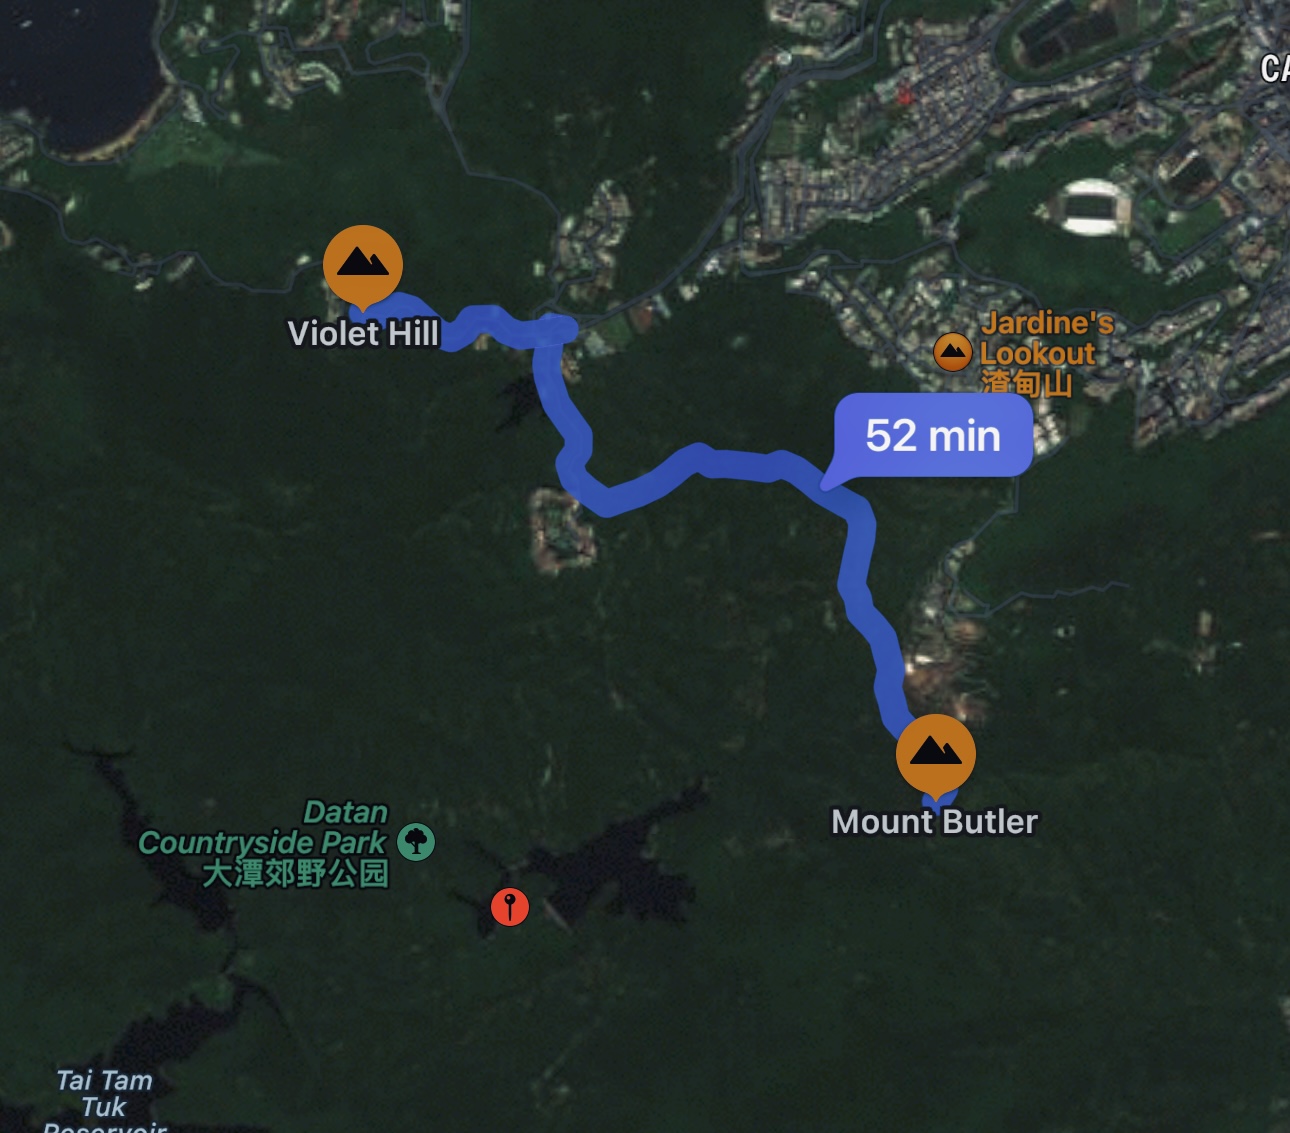 CA
Violet Hill
Jardine's
Lookout
渣甸山
52 min
Mount Butler
Datan
Countryside Park
大潭郊野公园
Tai Tam
Tuk
Reservoir